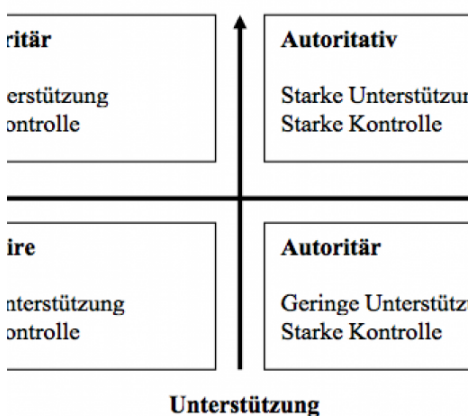 ritär
erstützung
ontrolle
Autoritativ
Starke Unterstützun
Starke Kontrolle
ire
nterstützung
ontrolle
Autoritär
Geringe Unterstütz
Starke Kontrolle
Unterstützung